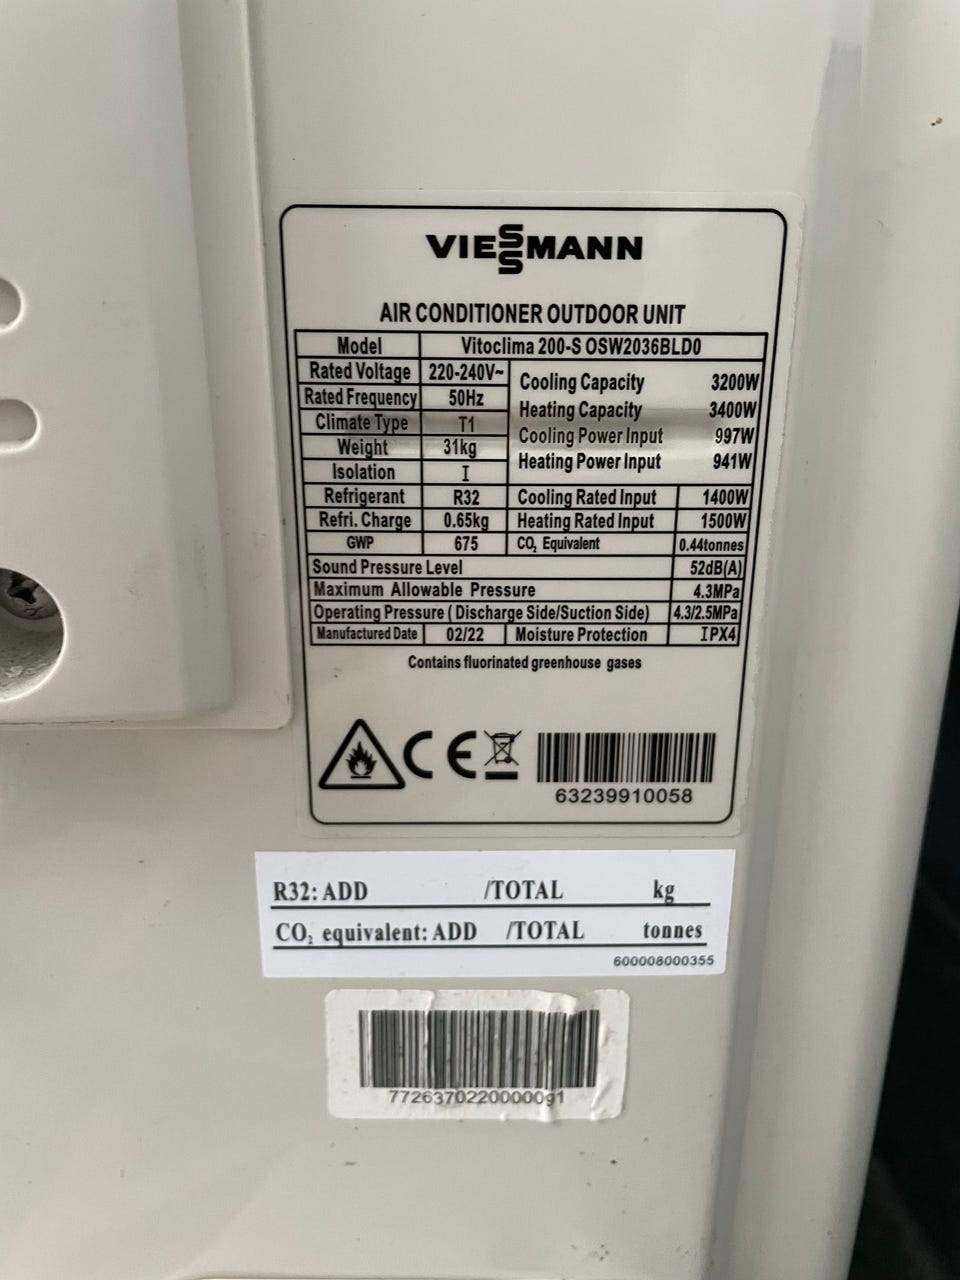 VIESSMANN
AIR CONDITIONER OUTDOOR UNIT
Model Vitoclima 200-S OSW2036BLD0
Rated Voltage 220-240V~ Cooling Capacity 3200W
Rated Frequency 50Hz Heating Capacity 3400W
Climate Type T1 Cooling Power Input 997W
Weight 31kg Heating Power Input 941W
Isolation I
Refrigerant R32 Cooling Rated Input 1400W
Refri. Charge 0.65kg Heating Rated Input 1500W
GWP 675 CO₂ Equivalent 0.44tonnes
Sound Pressure Level 52dB(A)
Maximum Allowable Pressure 4.3MPa
Operating Pressure ( Discharge Side/Suction Side) 4.3/2.5MPa
Manufactured Date 02/22 Moisture Protection IPX4
Contains fluorinated greenhouse gases
CE
63239910058
R32: ADD /TOTAL kg
CO₂ equivalent: ADD /TOTAL tonnes
600008000355
7726370220000091